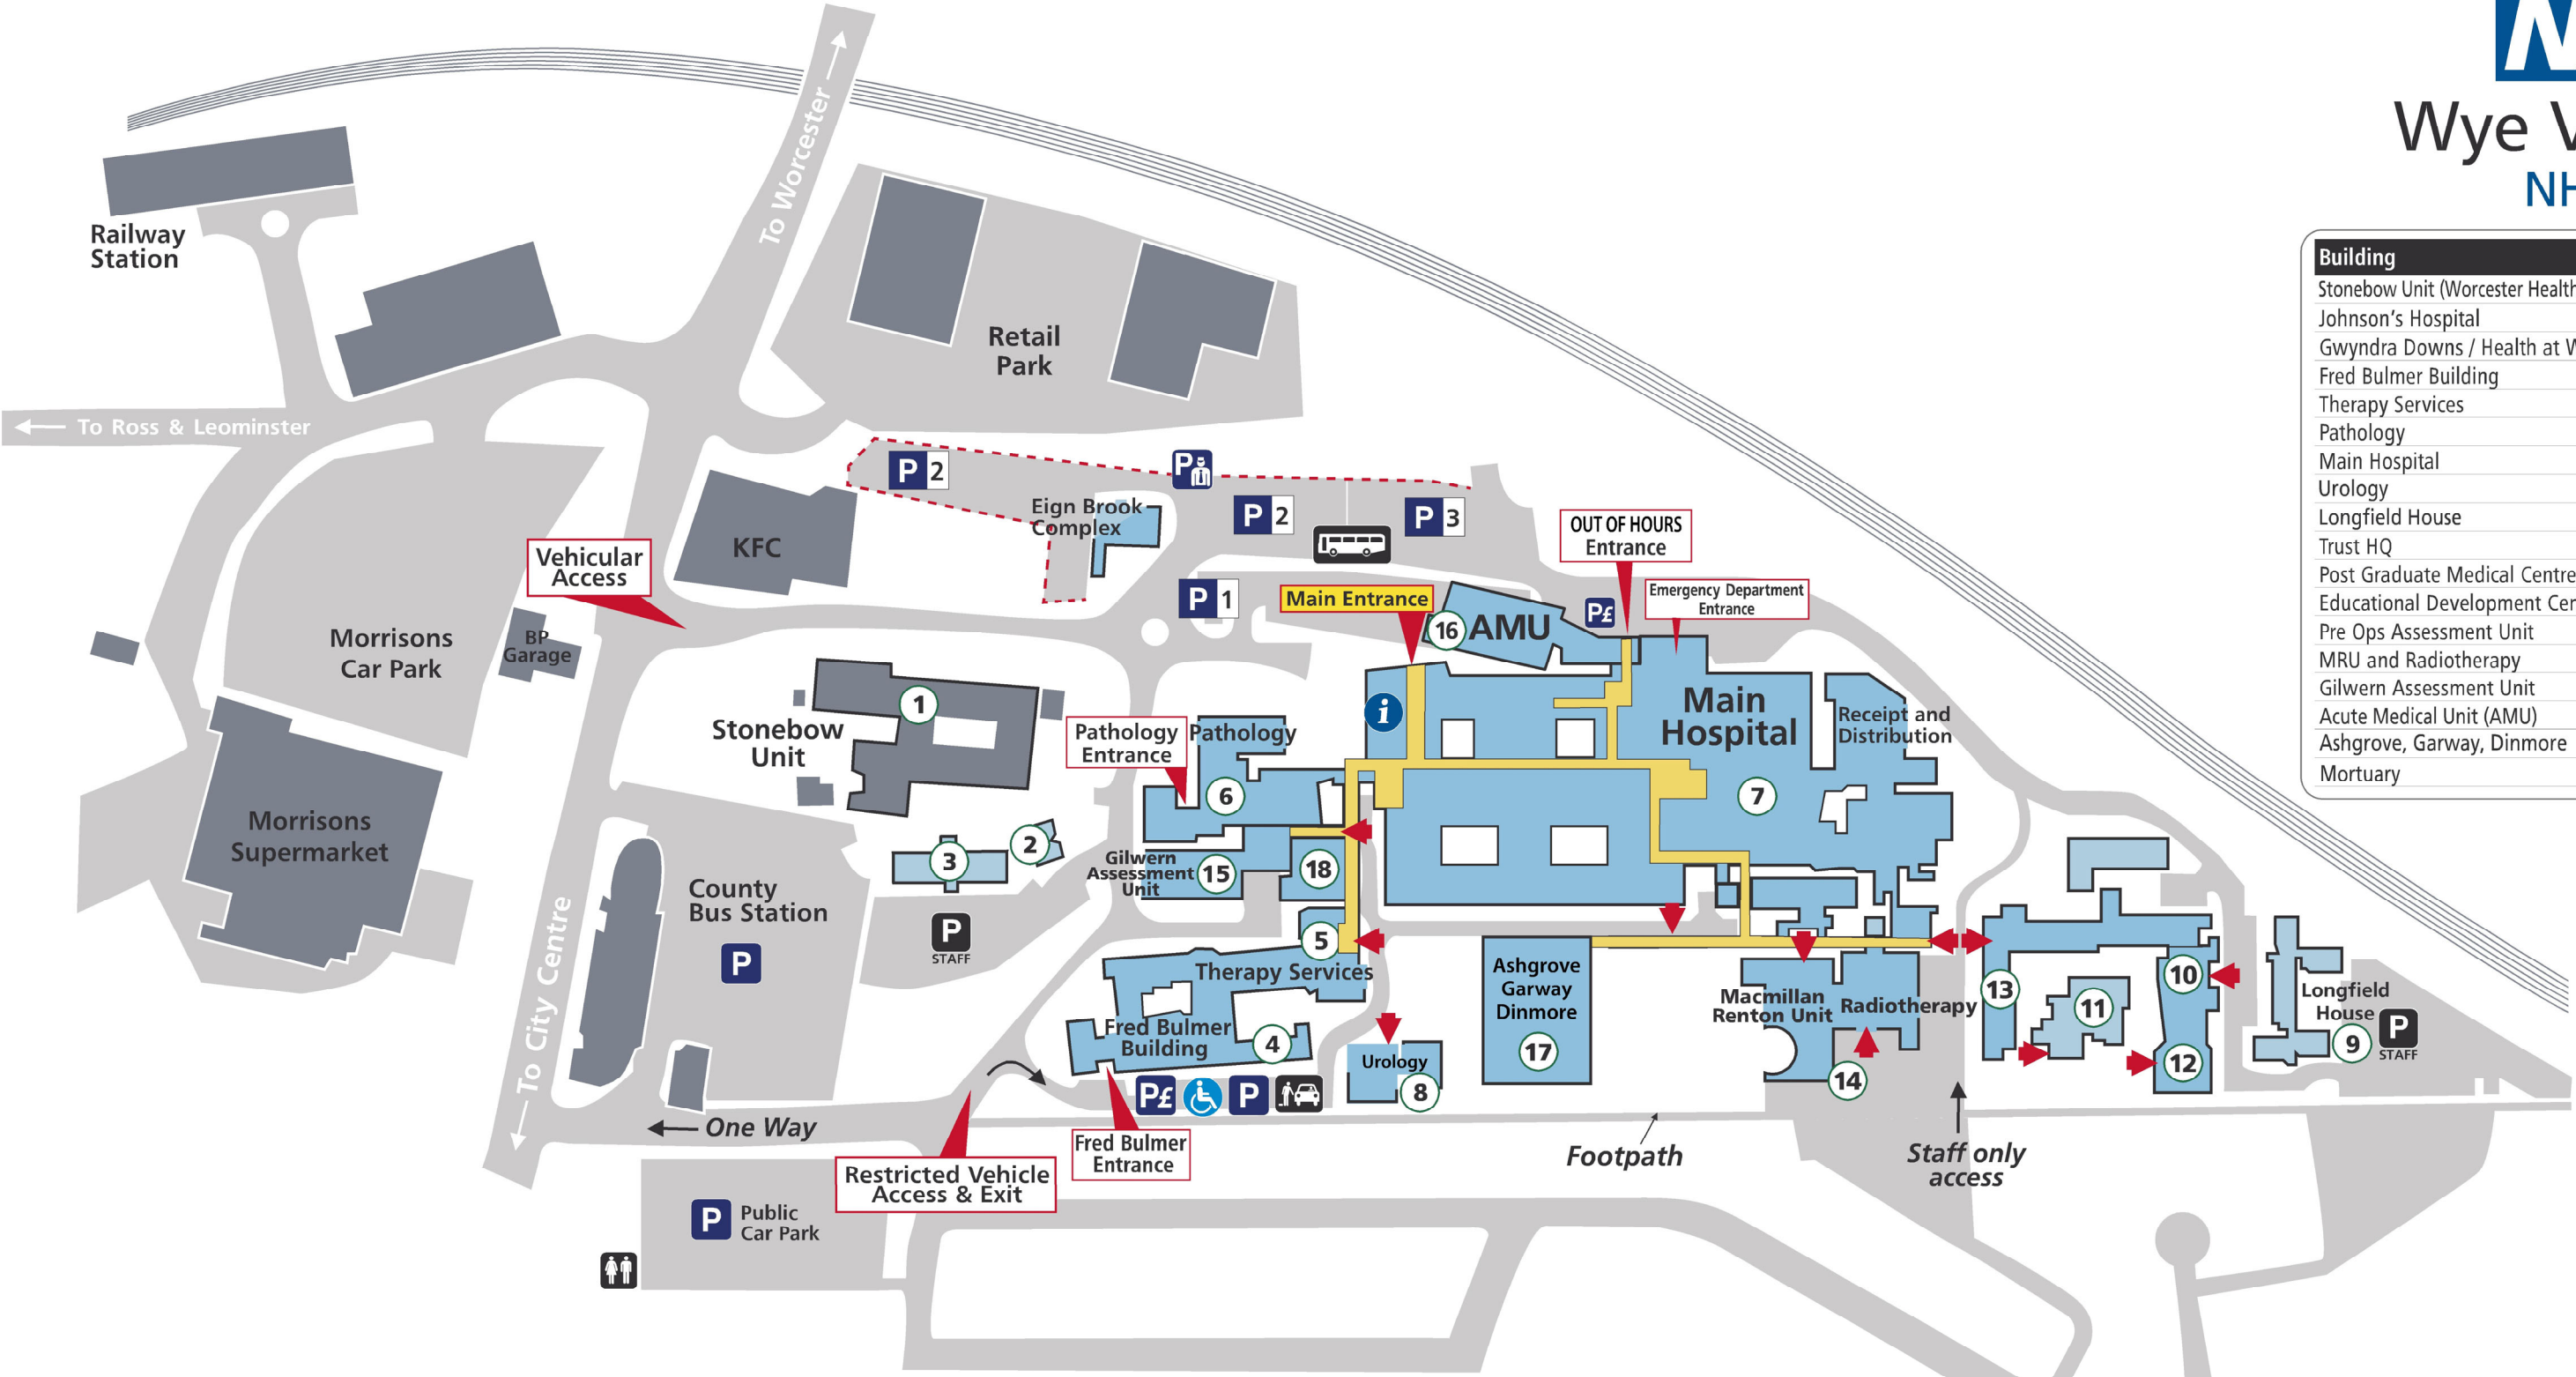 N
Wye V
NH
Building
Stonebow Unit (Worcester Health
Johnson's Hospital
Gwyndra Downs / Health at W
Fred Bulmer Building
Therapy Services
Pathology
Main Hospital
Urology
Longfield House
Trust HQ
Post Graduate Medical Centre
Educational Development Cen
Pre Ops Assessment Unit
MRU and Radiotherapy
Gilwern Assessment Unit
Acute Medical Unit (AMU)
Ashgrove, Garway, Dinmore
Mortuary
To Worcester
Railway
Station
Retail
Park
To Ross & Leominster
P 2
P
Eign Brook
Complex
P 2
P 3
KFC
OUT OF HOURS
Entrance
Vehicular
Access
P 1
Main Entrance
16 AMU
P£
Emergency Department
Entrance
Morrisons
Car Park
BP
Garage
1
Stonebow
Unit
Pathology
Entrance
Pathology
i
Main
Hospital
Receipt and
Distribution
6
7
Morrisons
Supermarket
3
2
Gilwern
Assessment
Unit
15
18
County
Bus Station
P
P
STAFF
5
Therapy Services
Fred Bulmer
Building
4
Ashgrove
Garway
Dinmore
17
Macmillan
Renton Unit
Radiotherapy
14
13
11
10
12
Longfield
House
9
P
STAFF
Urology
8
P£
P
To City Centre
One Way
Fred Bulmer
Entrance
Restricted Vehicle
Access & Exit
Footpath
Staff only
access
P
Public
Car Park